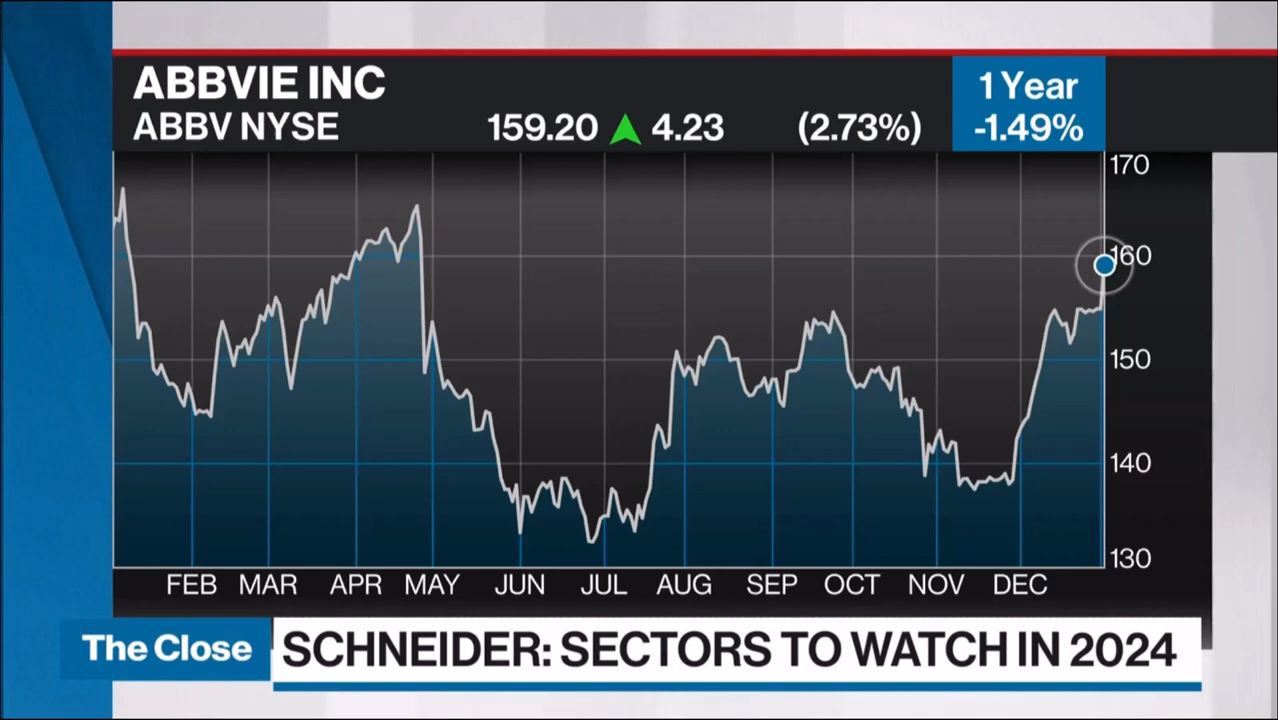 ABBVIE INC
ABBV NYSE
159.20 ▲ 4.23 (2.73%)
1 Year
-1.49%
170
160
150
140
130
FEB MAR APR MAY JUN JUL AUG SEP OCT NOV DEC
The Close
SCHNEIDER: SECTORS TO WATCH IN 2024